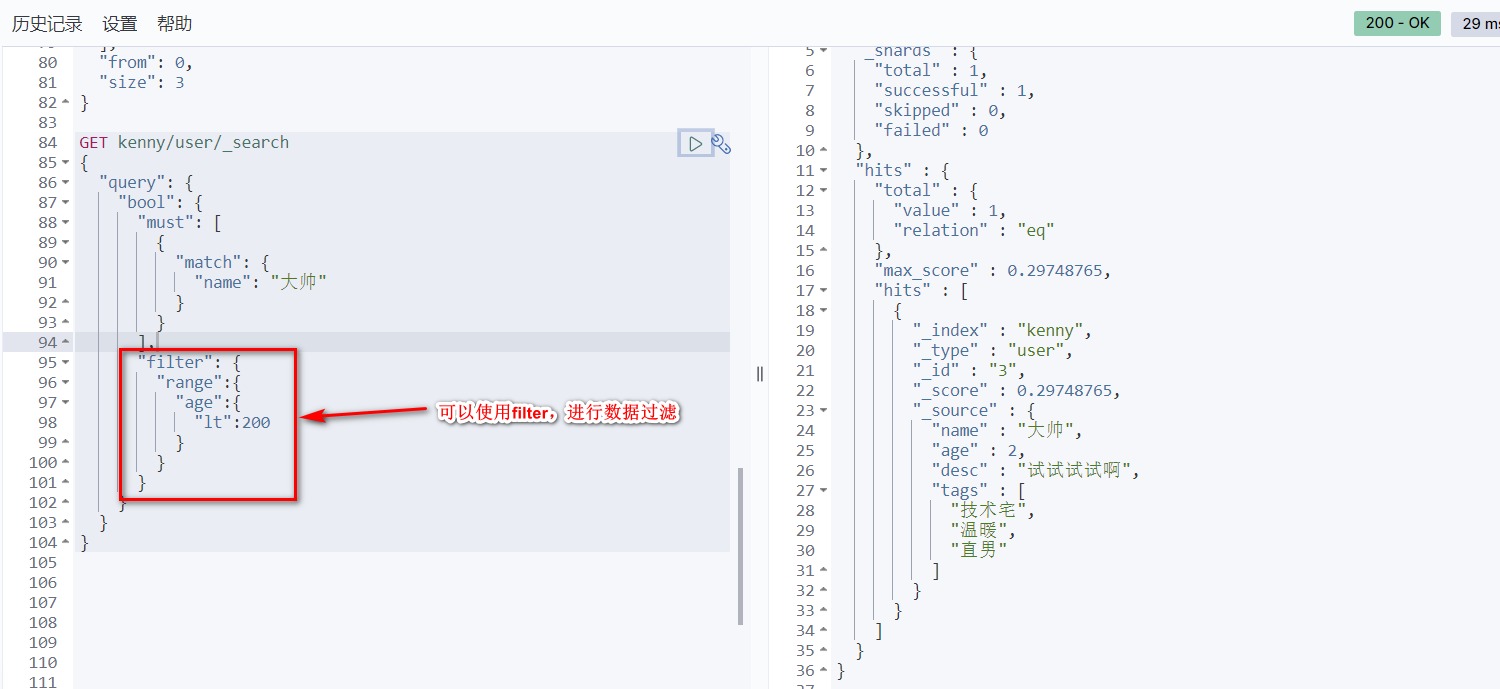 历史记录 设置 帮助
200 - OK
29 ms
80 "from": 0,
81 "size": 3
82 }
83
84 GET kenny/user/_search
85 {
86 "query": {
87 "bool": {
88 "must": [
89 {
90 "match": {
91 "name": "大帅"
92 }
93 }
94 ],
95 "filter": {
96 "range":{
97 "age":{
98 "lt":200
99 }
100 }
101 }
102 }
103 }
104 }
105
106
107
108
109
110
111
可以使用filter，进行数据过滤
5 "_shards" : {
6 "total" : 1,
7 "successful" : 1,
8 "skipped" : 0,
9 "failed" : 0
10 },
11 "hits" : {
12 "total" : {
13 "value" : 1,
14 "relation" : "eq"
15 },
16 "max_score" : 0.29748765,
17 "hits" : [
18 {
19 "_index" : "kenny",
20 "_type" : "user",
21 "_id" : "3",
22 "_score" : 0.29748765,
23 "_source" : {
24 "name" : "大帅",
25 "age" : 2,
26 "desc" : "试试试试啊",
27 "tags" : [
28 "技术宅",
29 "温暖",
30 "直男"
31 ]
32 }
33 }
34 ]
35 }
36 }